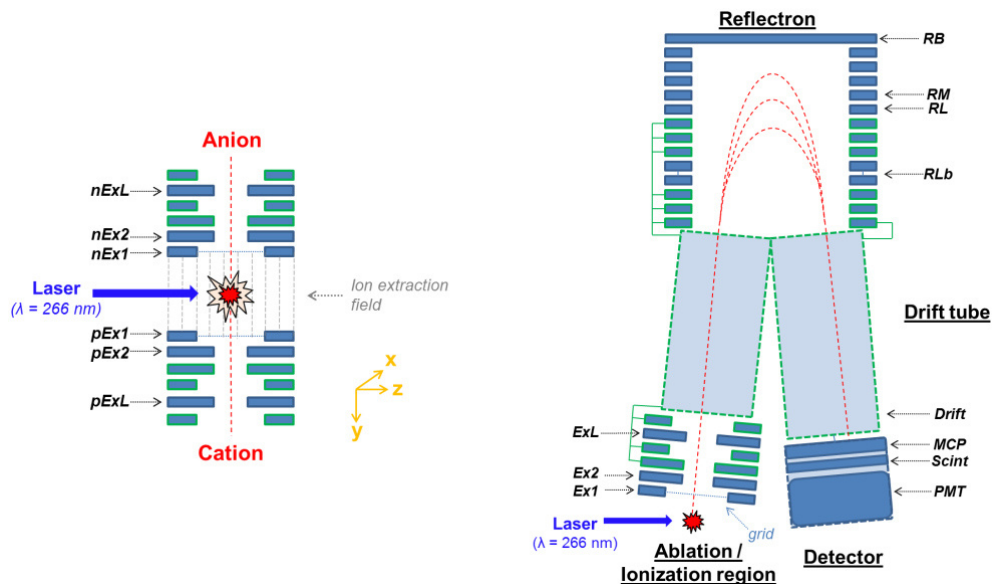 Anion
nExL
nEx2
nEx1
Laser
(λ = 266 nm)
Ion extraction
field
pEx1
pEx2
pExL
x
z
y
Cation
Reflectron
RB
RM
RL
RLb
Drift tube
Drift
ExL
MCP
Scint
Ex2
Ex1
PMT
Laser
(λ = 266 nm)
grid
Ablation /
Ionization region
Detector